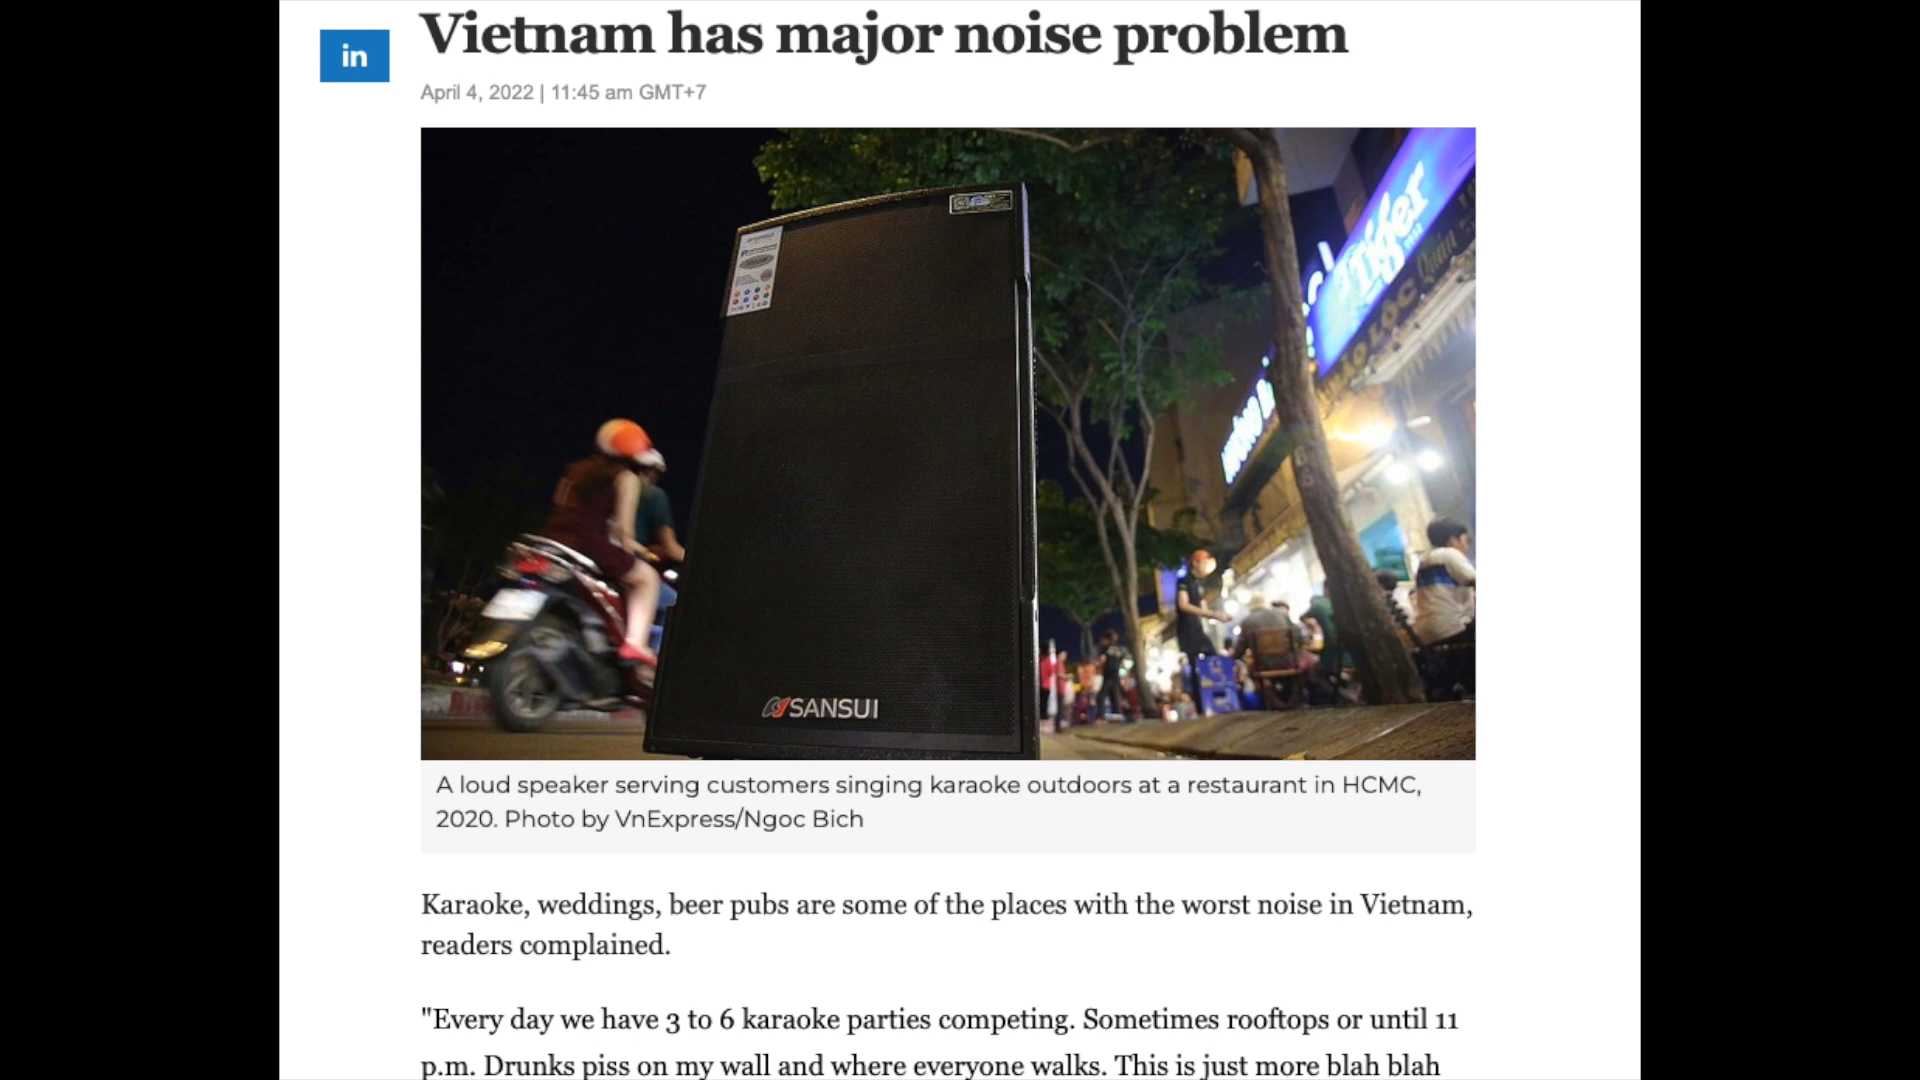 Vietnam has major noise problem
in
April 4, 2022 | 11:45 am GMT+7
Tiger
SANSUI
A loud speaker serving customers singing karaoke outdoors at a restaurant in HCMC,
2020. Photo by VnExpress/Ngoc Bich
Karaoke, weddings, beer pubs are some of the places with the worst noise in Vietnam,
readers complained.
"Every day we have 3 to 6 karaoke parties competing. Sometimes rooftops or until 11
p.m. Drunks piss on my wall and where everyone walks. This is just more blah blah